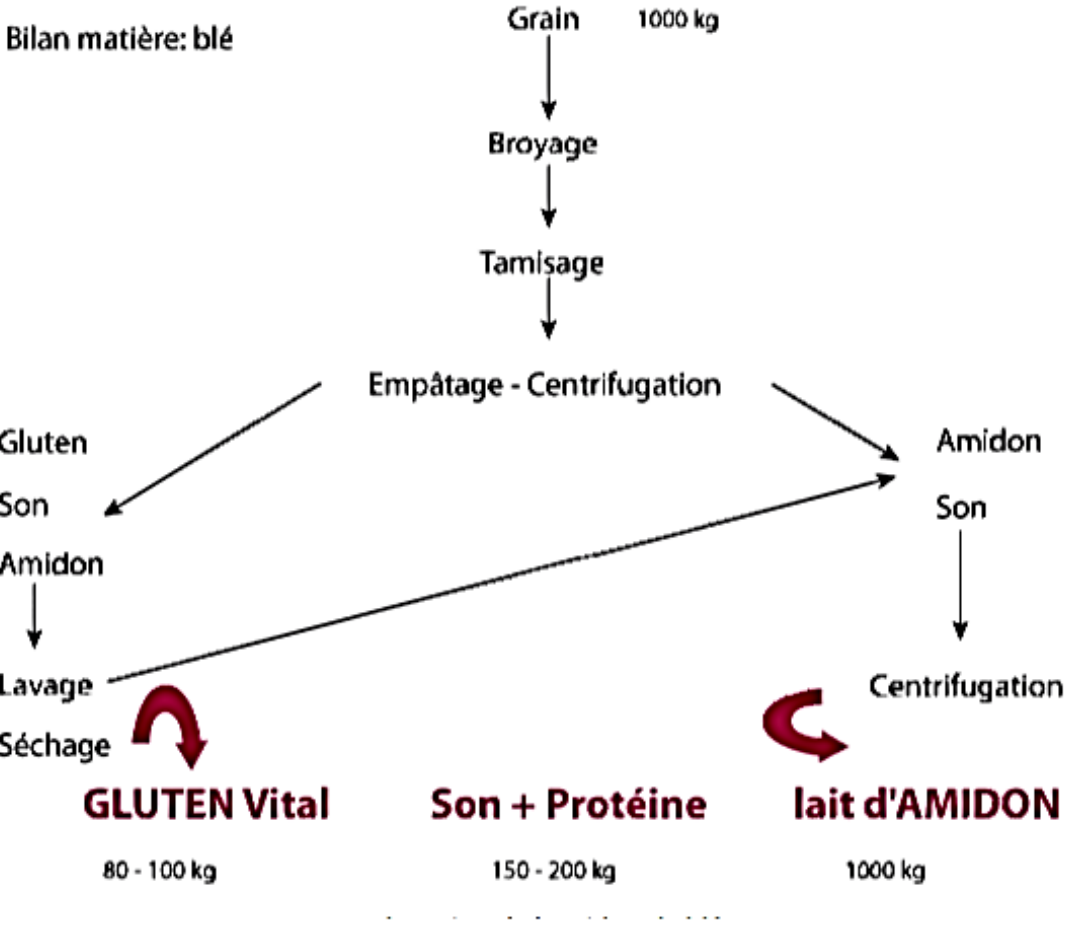 Bilan matière: blé
Grain 1000 kg
Broyage
Tamisage
Empâtage - Centrifugation
Gluten
Son
Amidon
Lavage
Séchage
Amidon
Son
Centrifugation
GLUTEN Vital
80 - 100 kg
Son + Protéine
150 - 200 kg
lait d'AMIDON
1000 kg